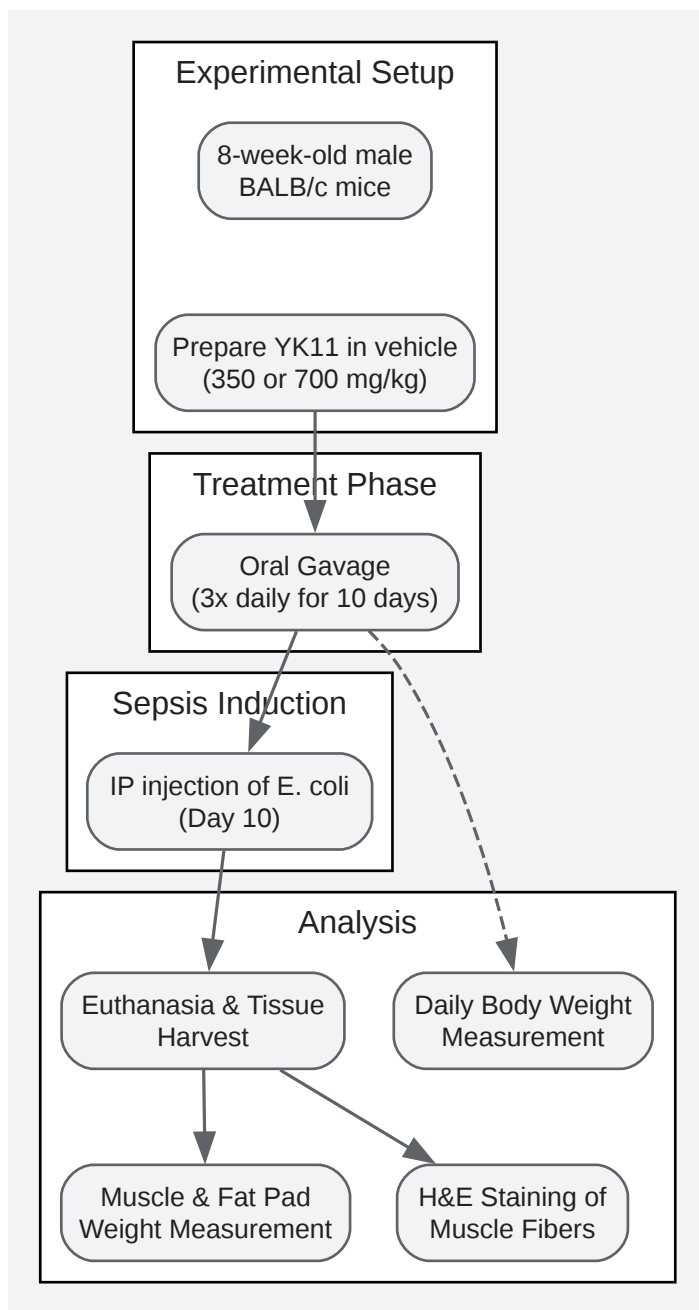 Experimental Setup
8-week-old male
BALB/c mice
Prepare YK11 in vehicle
(350 or 700 mg/kg)
Treatment Phase
Oral Gavage
(3x daily for 10 days)
Sepsis Induction
IP injection of E. coli
(Day 10)
Analysis
Euthanasia & Tissue
Harvest
Daily Body Weight
Measurement
Muscle & Fat Pad
Weight Measurement
H&E Staining of
Muscle Fibers